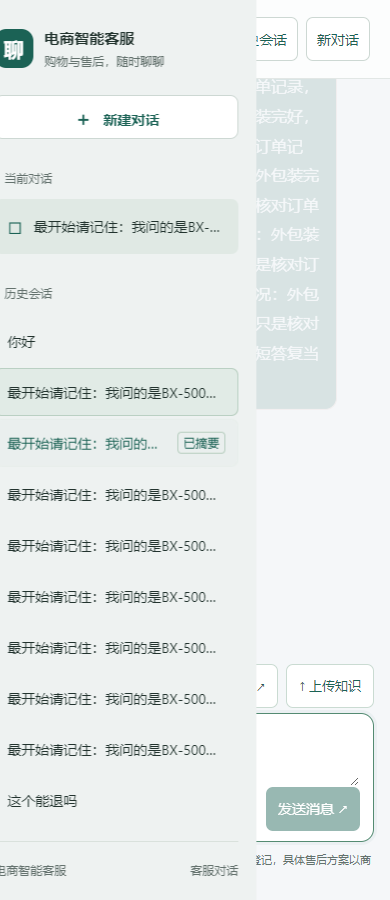 聊
电商智能客服
购物与售后，随时聊聊
+ 新建对话
当前对话
最开始请记住：我问的是BX-...
历史会话
你好
最开始请记住：我问的是BX-500...
最开始请记住：我问的... 已摘要
最开始请记住：我问的是BX-500...
最开始请记住：我问的是BX-500...
最开始请记住：我问的是BX-500...
最开始请记住：我问的是BX-500...
最开始请记住：我问的是BX-500...
最开始请记住：我问的是BX-500...
这个能退吗
电商智能客服 客服对话
会话 新对话
单记录，
装完好，
订单记
外包装完
核对订单
：外包装
是核对订
况：外包
只是核对
短答复当
↗
↑ 上传知识
发送消息 ↗
登记，具体售后方案以商